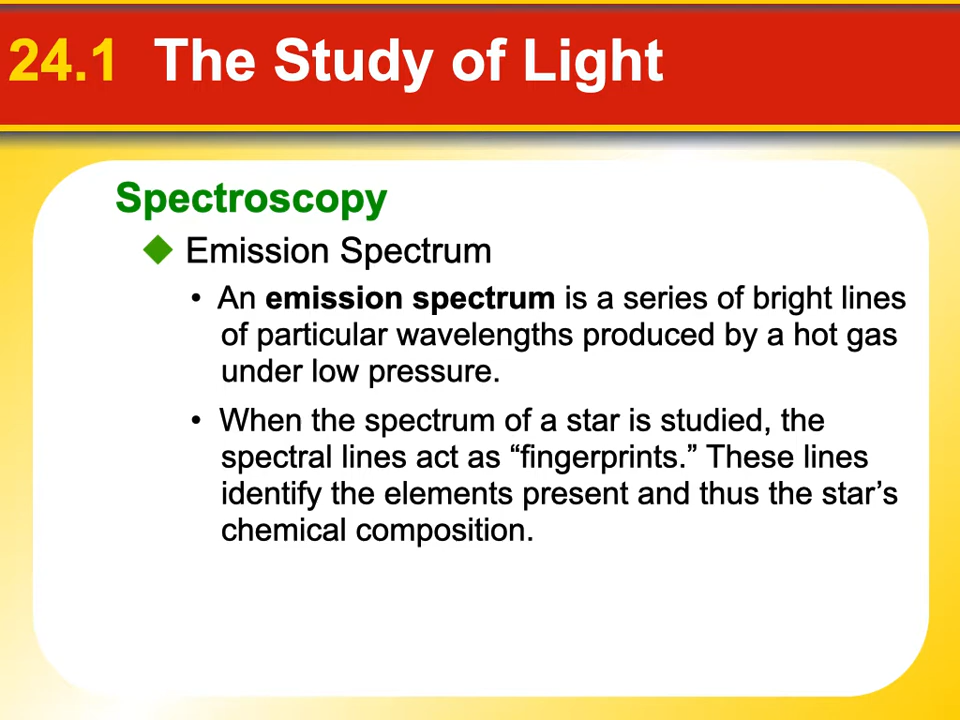 24.1 The Study of Light
Spectroscopy
◆ Emission Spectrum
• An emission spectrum is a series of bright lines
of particular wavelengths produced by a hot gas
under low pressure.
• When the spectrum of a star is studied, the
spectral lines act as “fingerprints.” These lines
identify the elements present and thus the star’s
chemical composition.